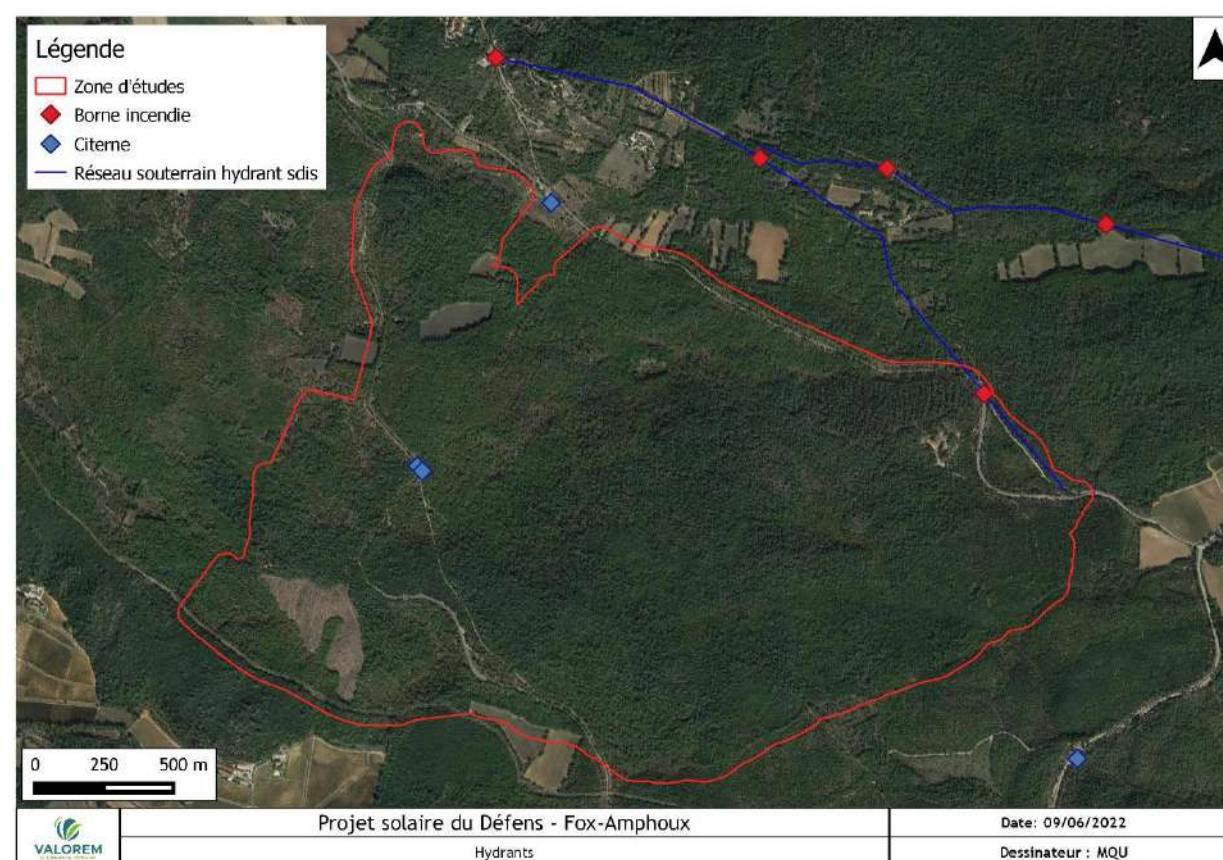 Légende
Zone d'études
Borne incendie
Citerne
Réseau souterrain hydrant sdis
0 250 500 m
VALOREM
Projet solaire du Défens - Fox-Amphoux
Hydrants
Date: 09/06/2022
Dessinateur : MQU